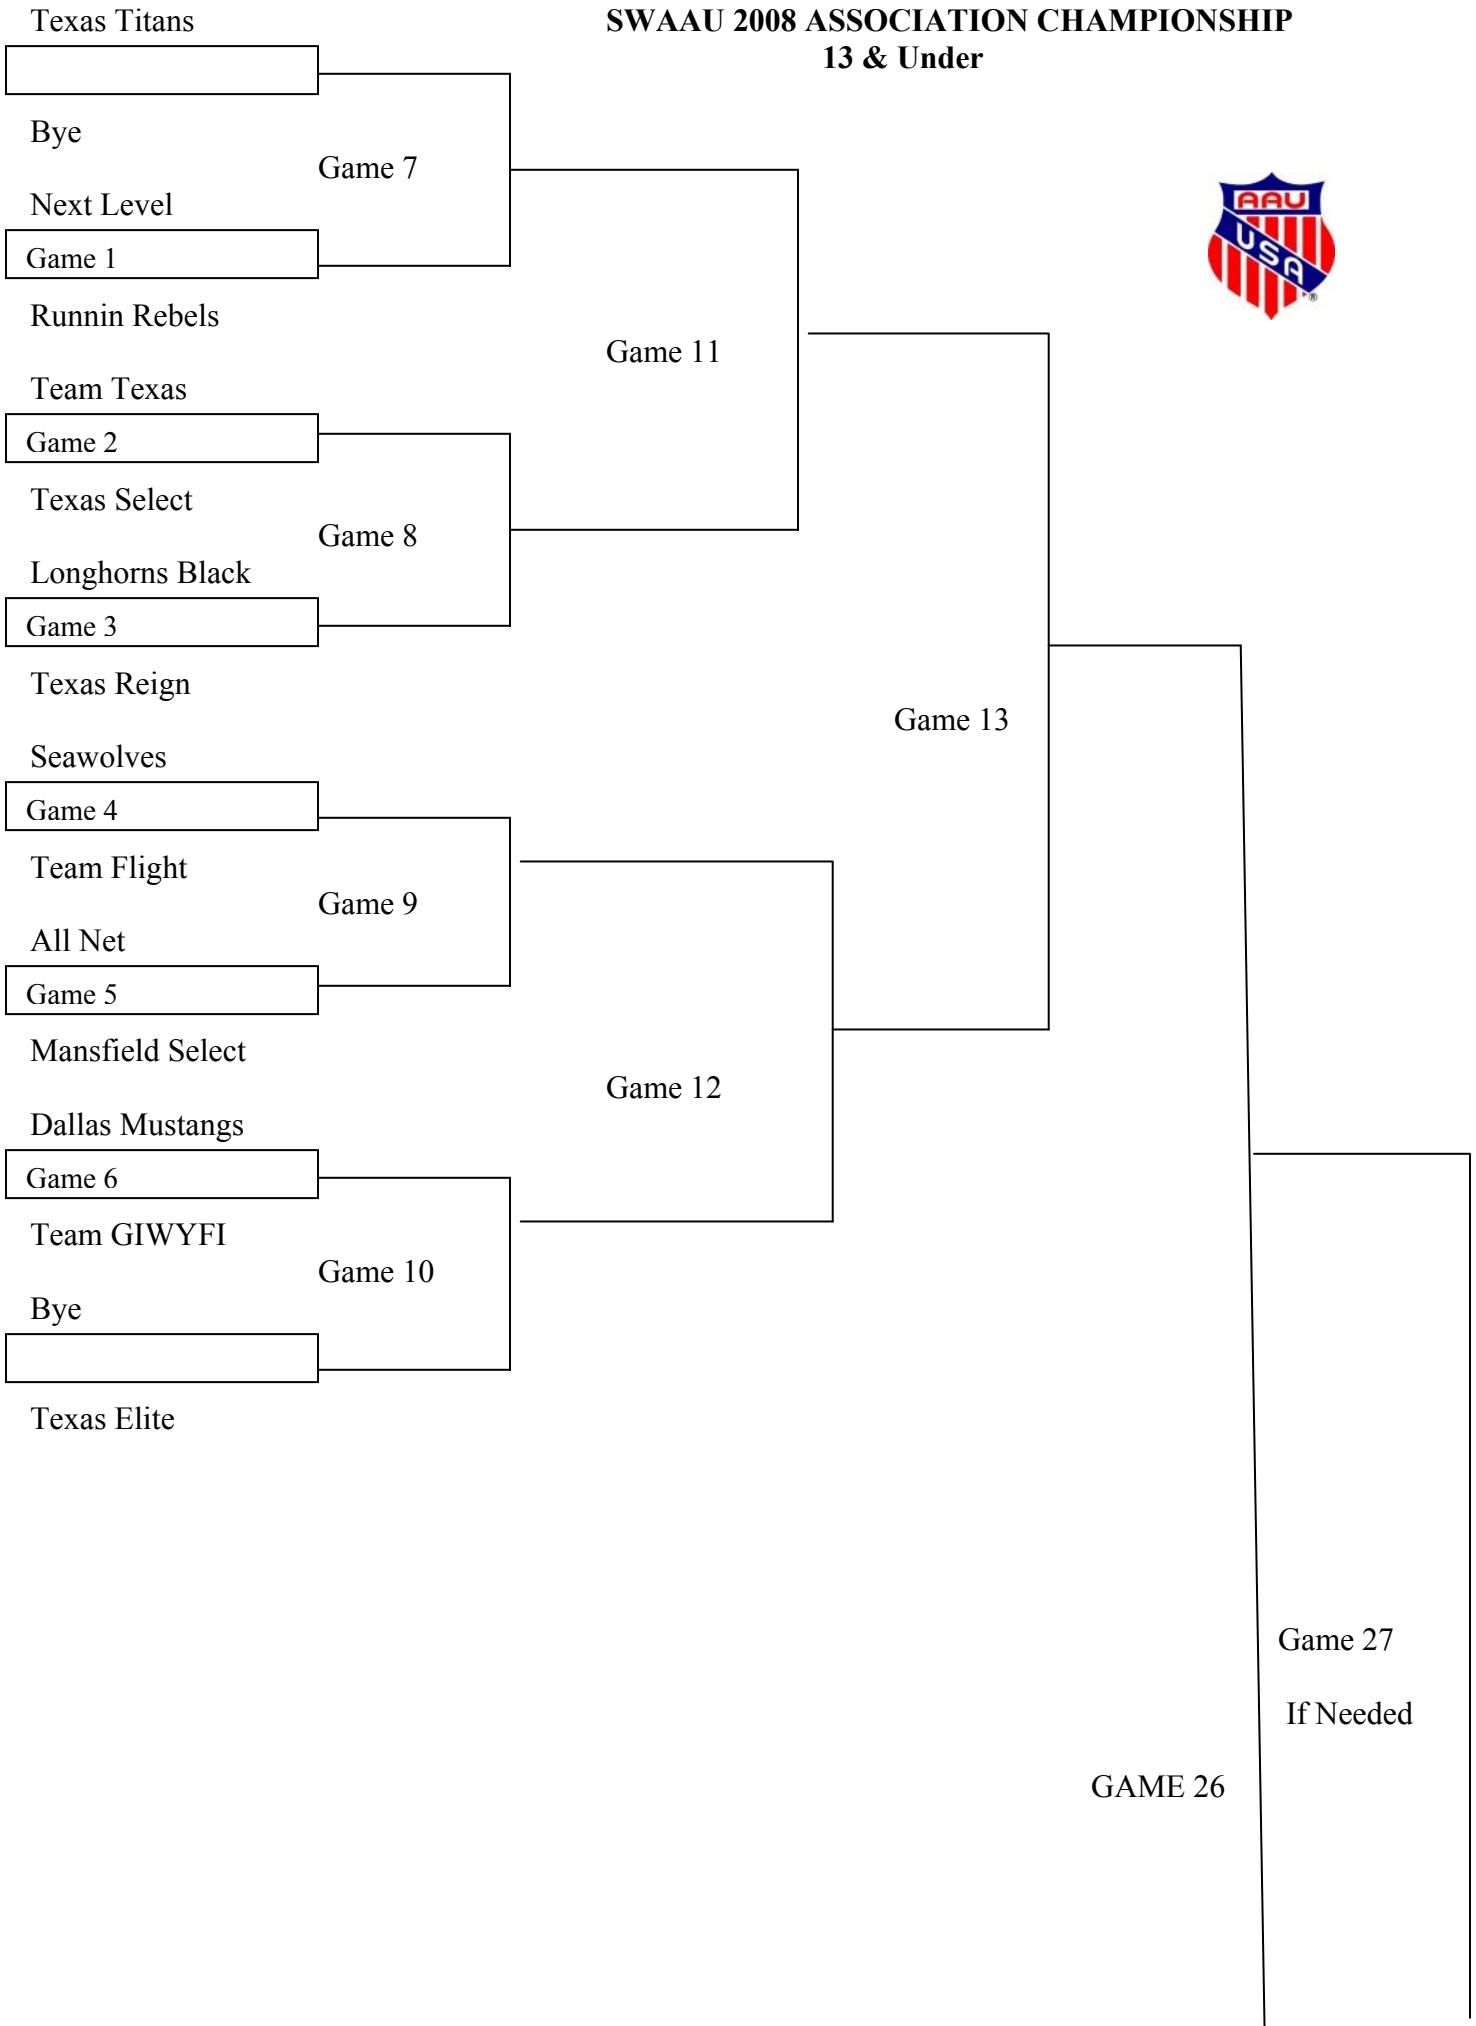 Texas Titans
SWAAU 2008 ASSOCIATION CHAMPIONSHIP
13 & Under
Bye
Game 7
Next Level
Game 1
Runnin Rebels
Game 11
Team Texas
Game 2
Texas Select
Game 8
Longhorns Black
Game 3
Texas Reign
Game 13
Seawolves
Game 4
Team Flight
Game 9
All Net
Game 5
Mansfield Select
Game 12
Dallas Mustangs
Game 6
Team GIWYFI
Game 10
Bye
Texas Elite
Game 27
If Needed
GAME 26
AAU
USA
®